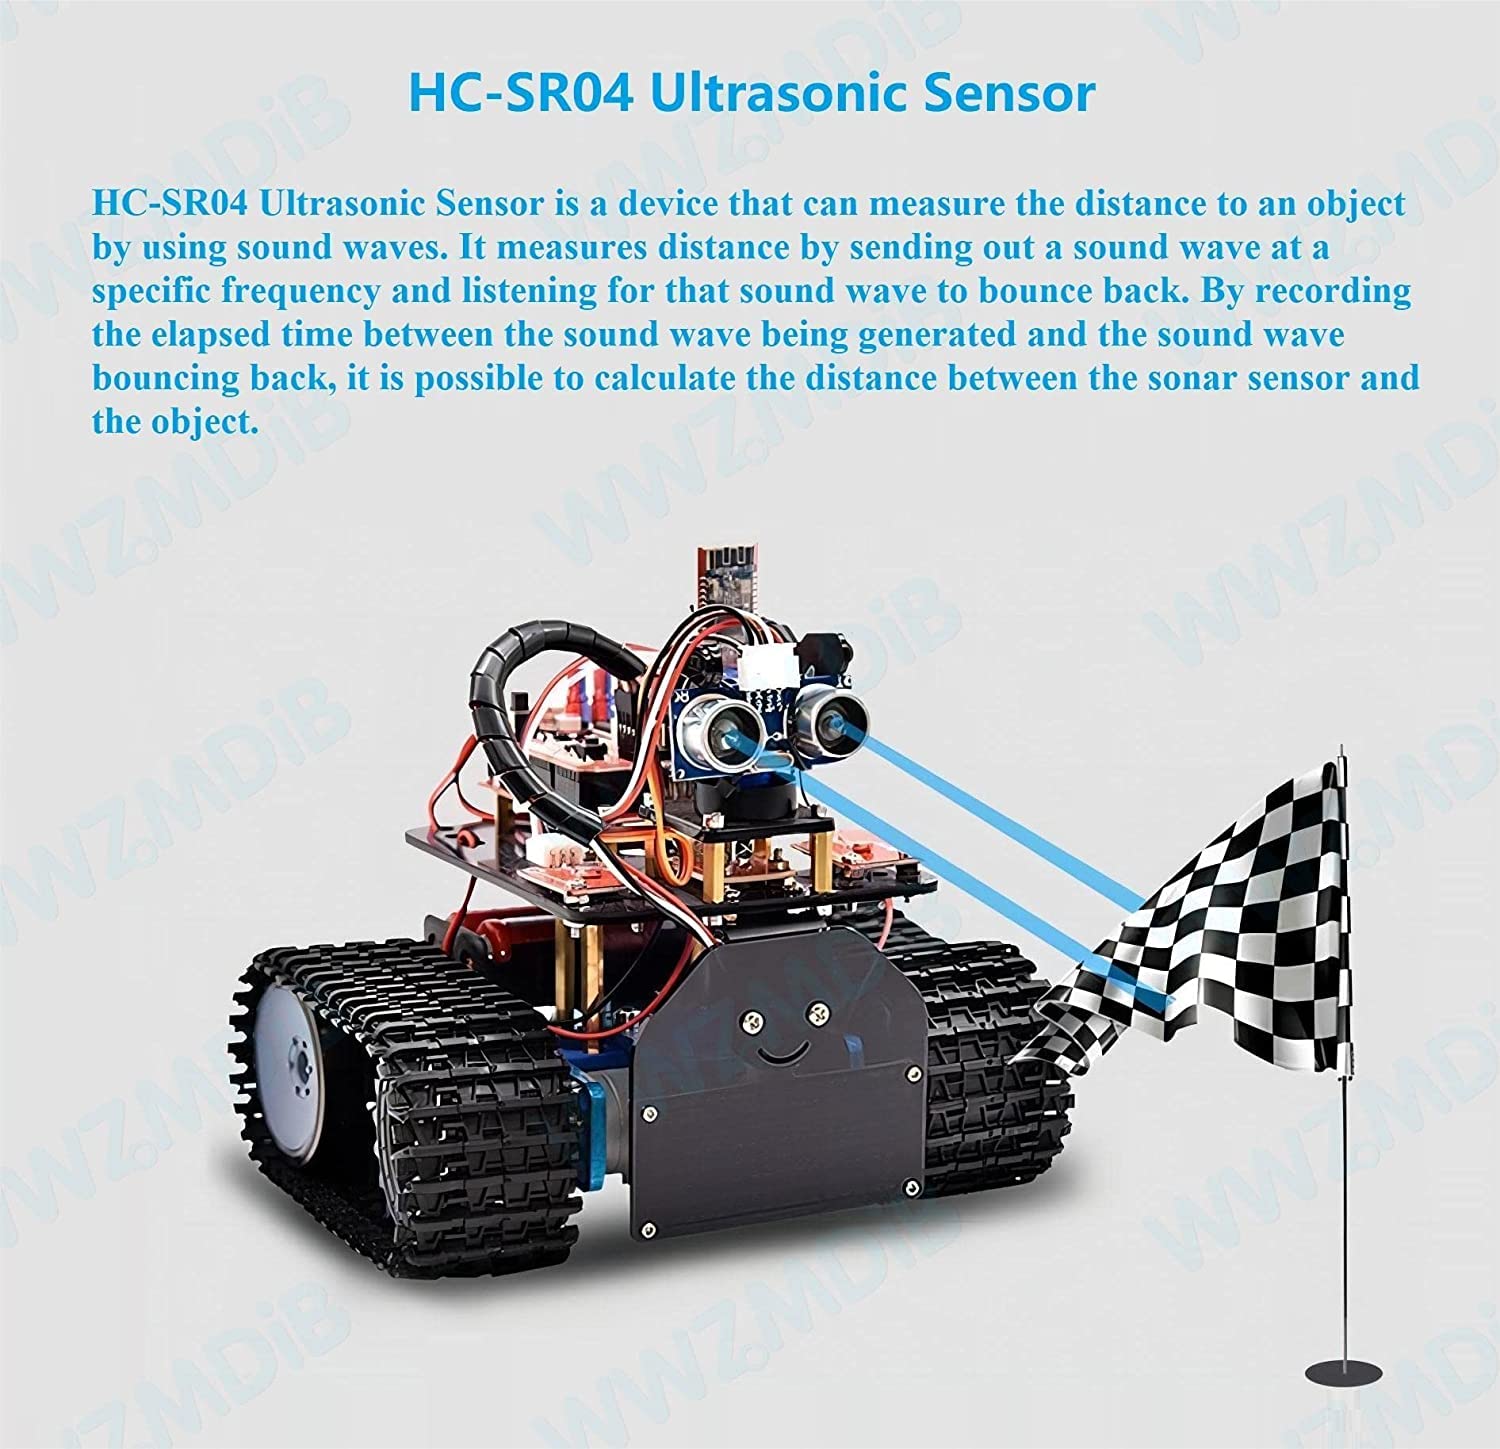 HC-SR04 Ultrasonic Sensor
HC-SR04 Ultrasonic Sensor is a device that can measure the distance to an object
by using sound waves. It measures distance by sending out a sound wave at a
specific frequency and listening for that sound wave to bounce back. By recording
the elapsed time between the sound wave being generated and the sound wave
bouncing back, it is possible to calculate the distance between the sonar sensor and
the object.
WWZMDiB